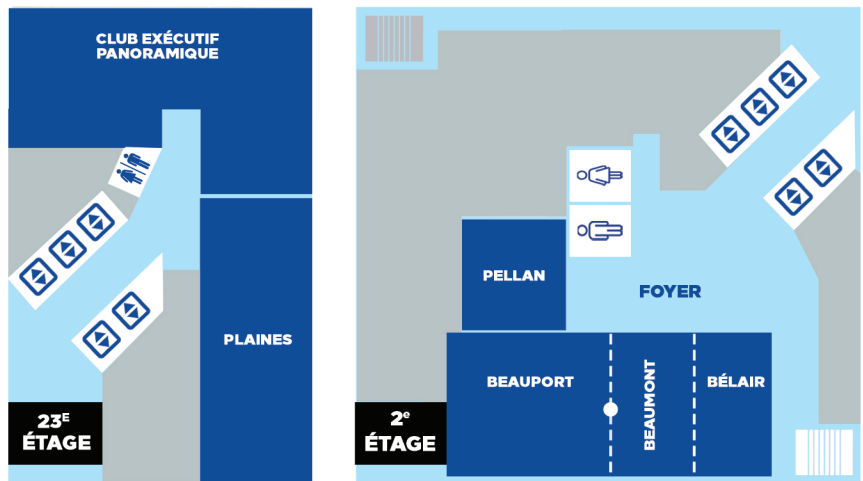 CLUB EXÉCUTIF
PANORAMIQUE
PLAINES
23E
ÉTAGE
PELLAN
FOYER
BEAUPORT
BEAUMONT
BÉLAIR
2e
ÉTAGE